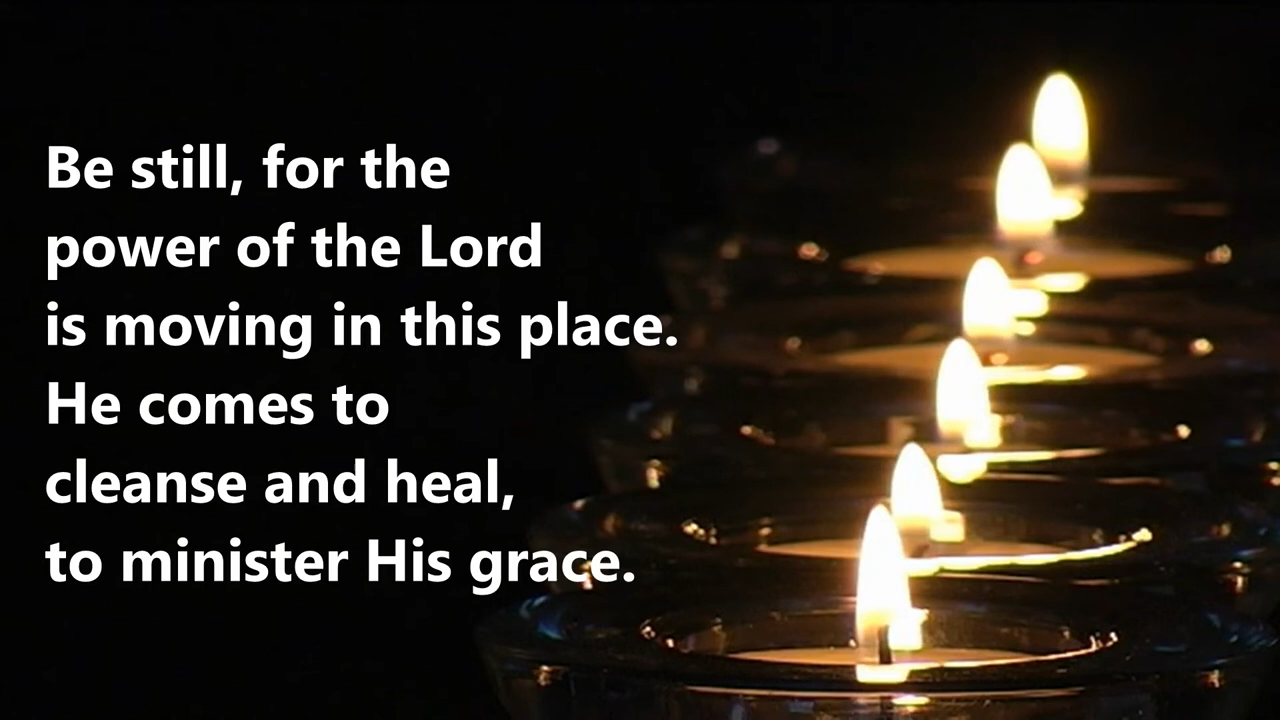 Be still, for the
power of the Lord
is moving in this place.
He comes to
cleanse and heal,
to minister His grace.